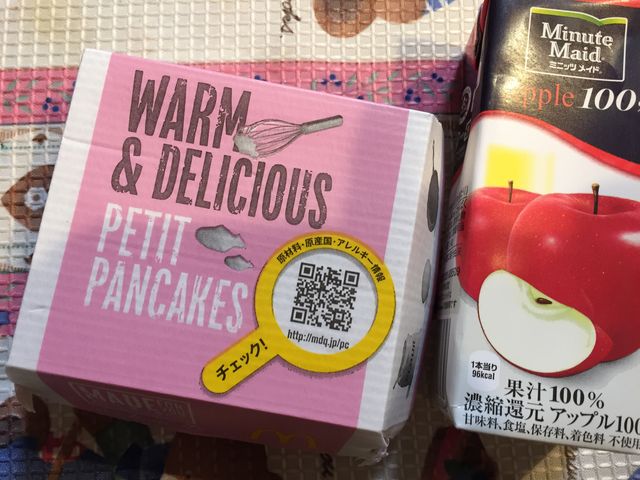 WARM
& DELICIOUS
PETIT
PANCAKES
原材料・原産国・アレルギー情報
http://mdq.jp/pc
チェック!
MADE FOR
Minute
Maid
ミニッツ メイド
apple 100
1本当り
96kcal
果汁100%
濃縮還元 アップル100
甘味料、食塩、保存料、着色料 不使用